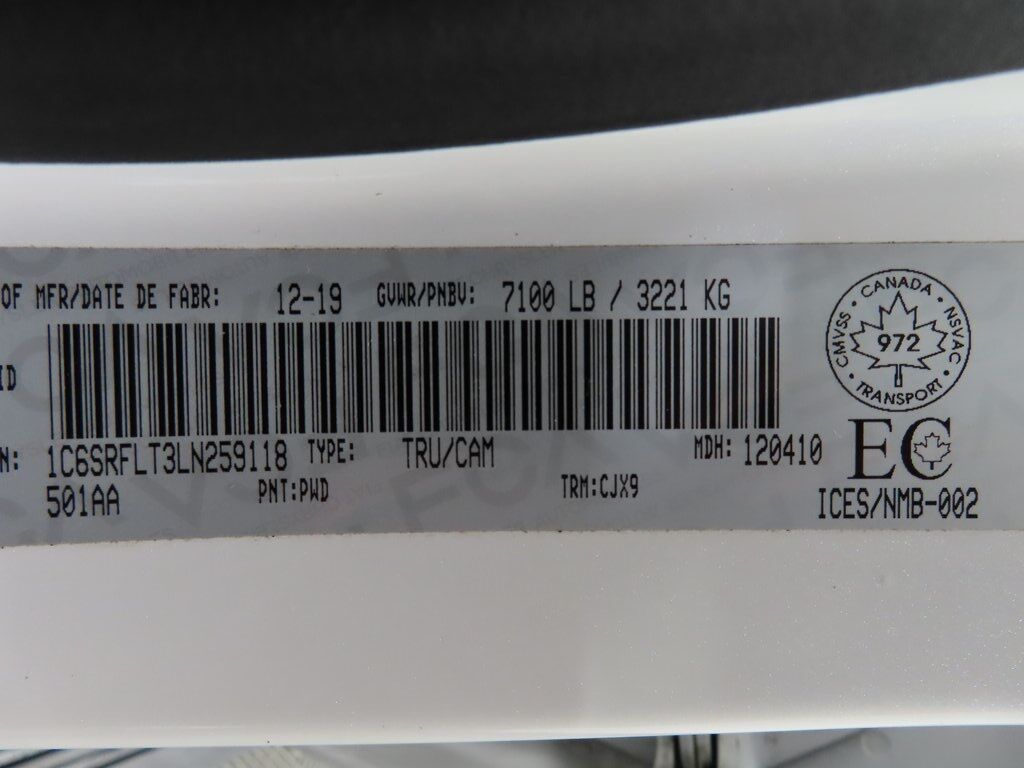 OF MFR/DATE DE FABR: 12-19 GVWR/PNBV: 7100 LB / 3221 KG
ID
N: 1C6SRFLT3LN259118 TYPE: TRU/CAM MDH: 120410
501AA PNT:PWD TRM:CJX9
CANADA • NSVAC • TRANSPORT • CMVSS •
972
EC
ICES/NMB-002